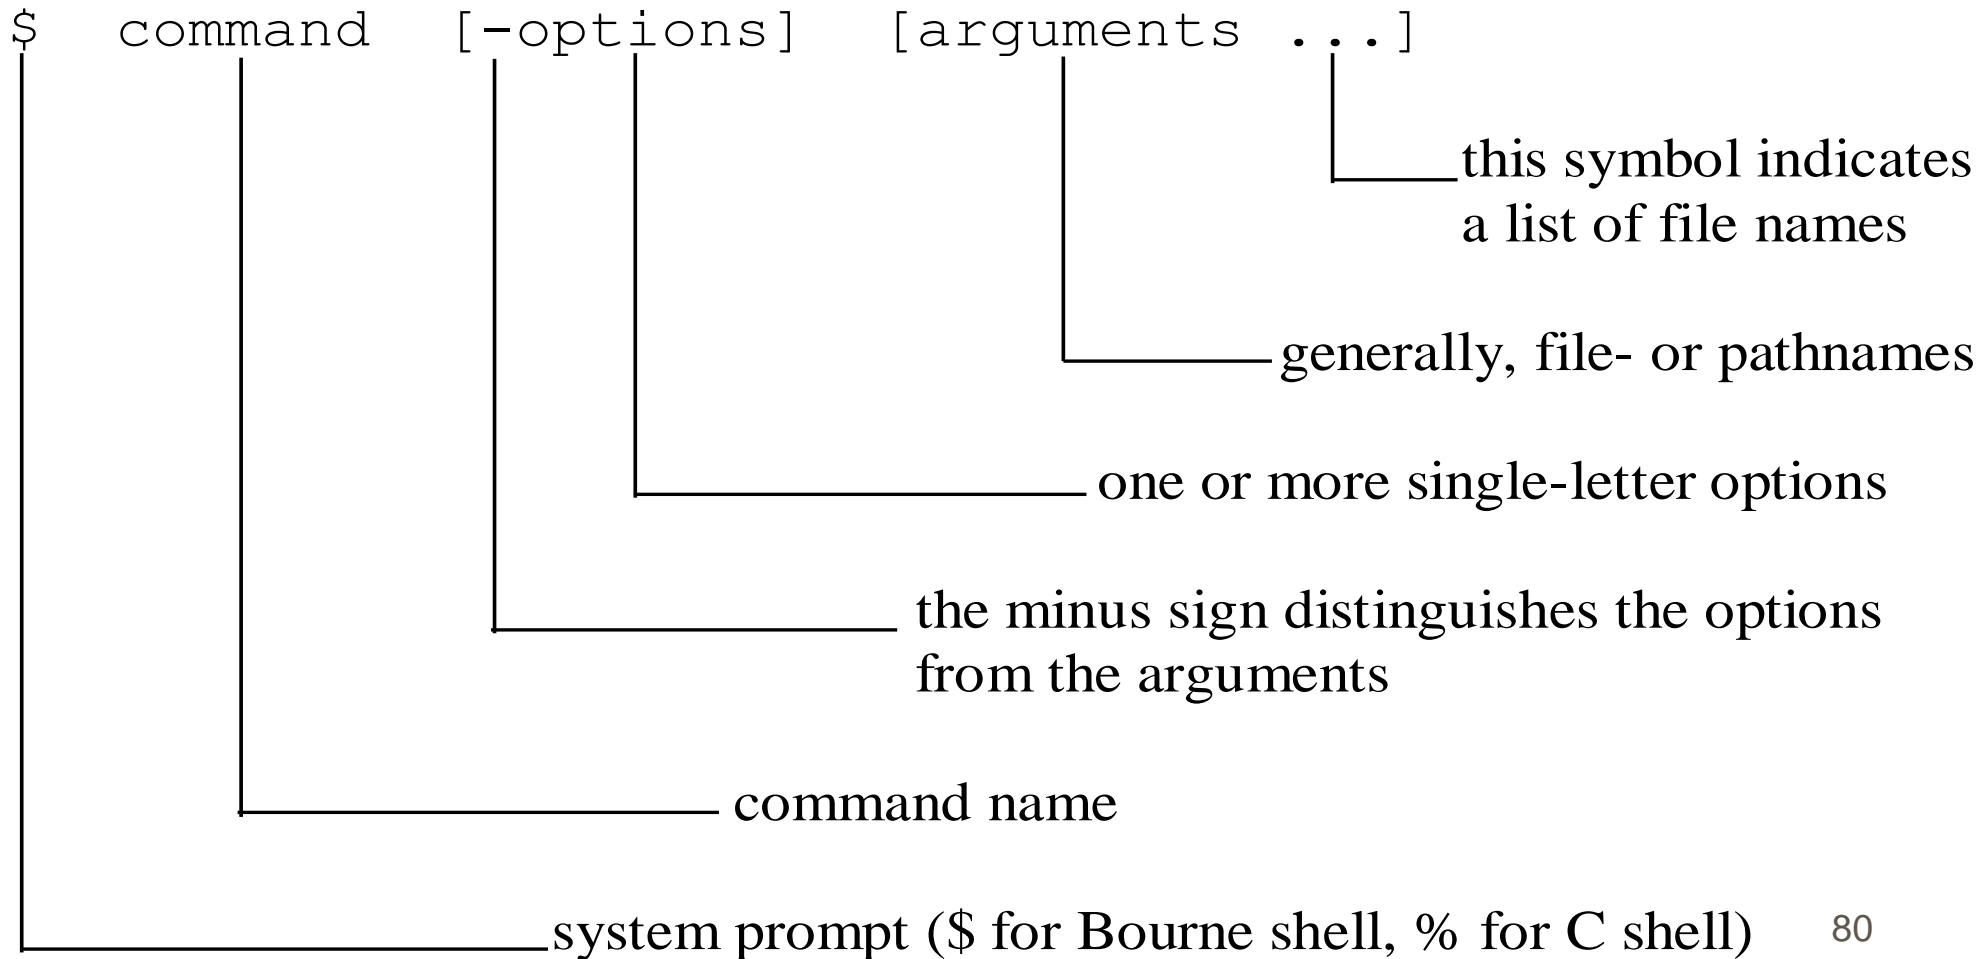 $ command [-options] [arguments ...]
this symbol indicates
a list of file names
generally, file- or pathnames
one or more single-letter options
the minus sign distinguishes the options
from the arguments
command name
system prompt ($ for Bourne shell, % for C shell)
80